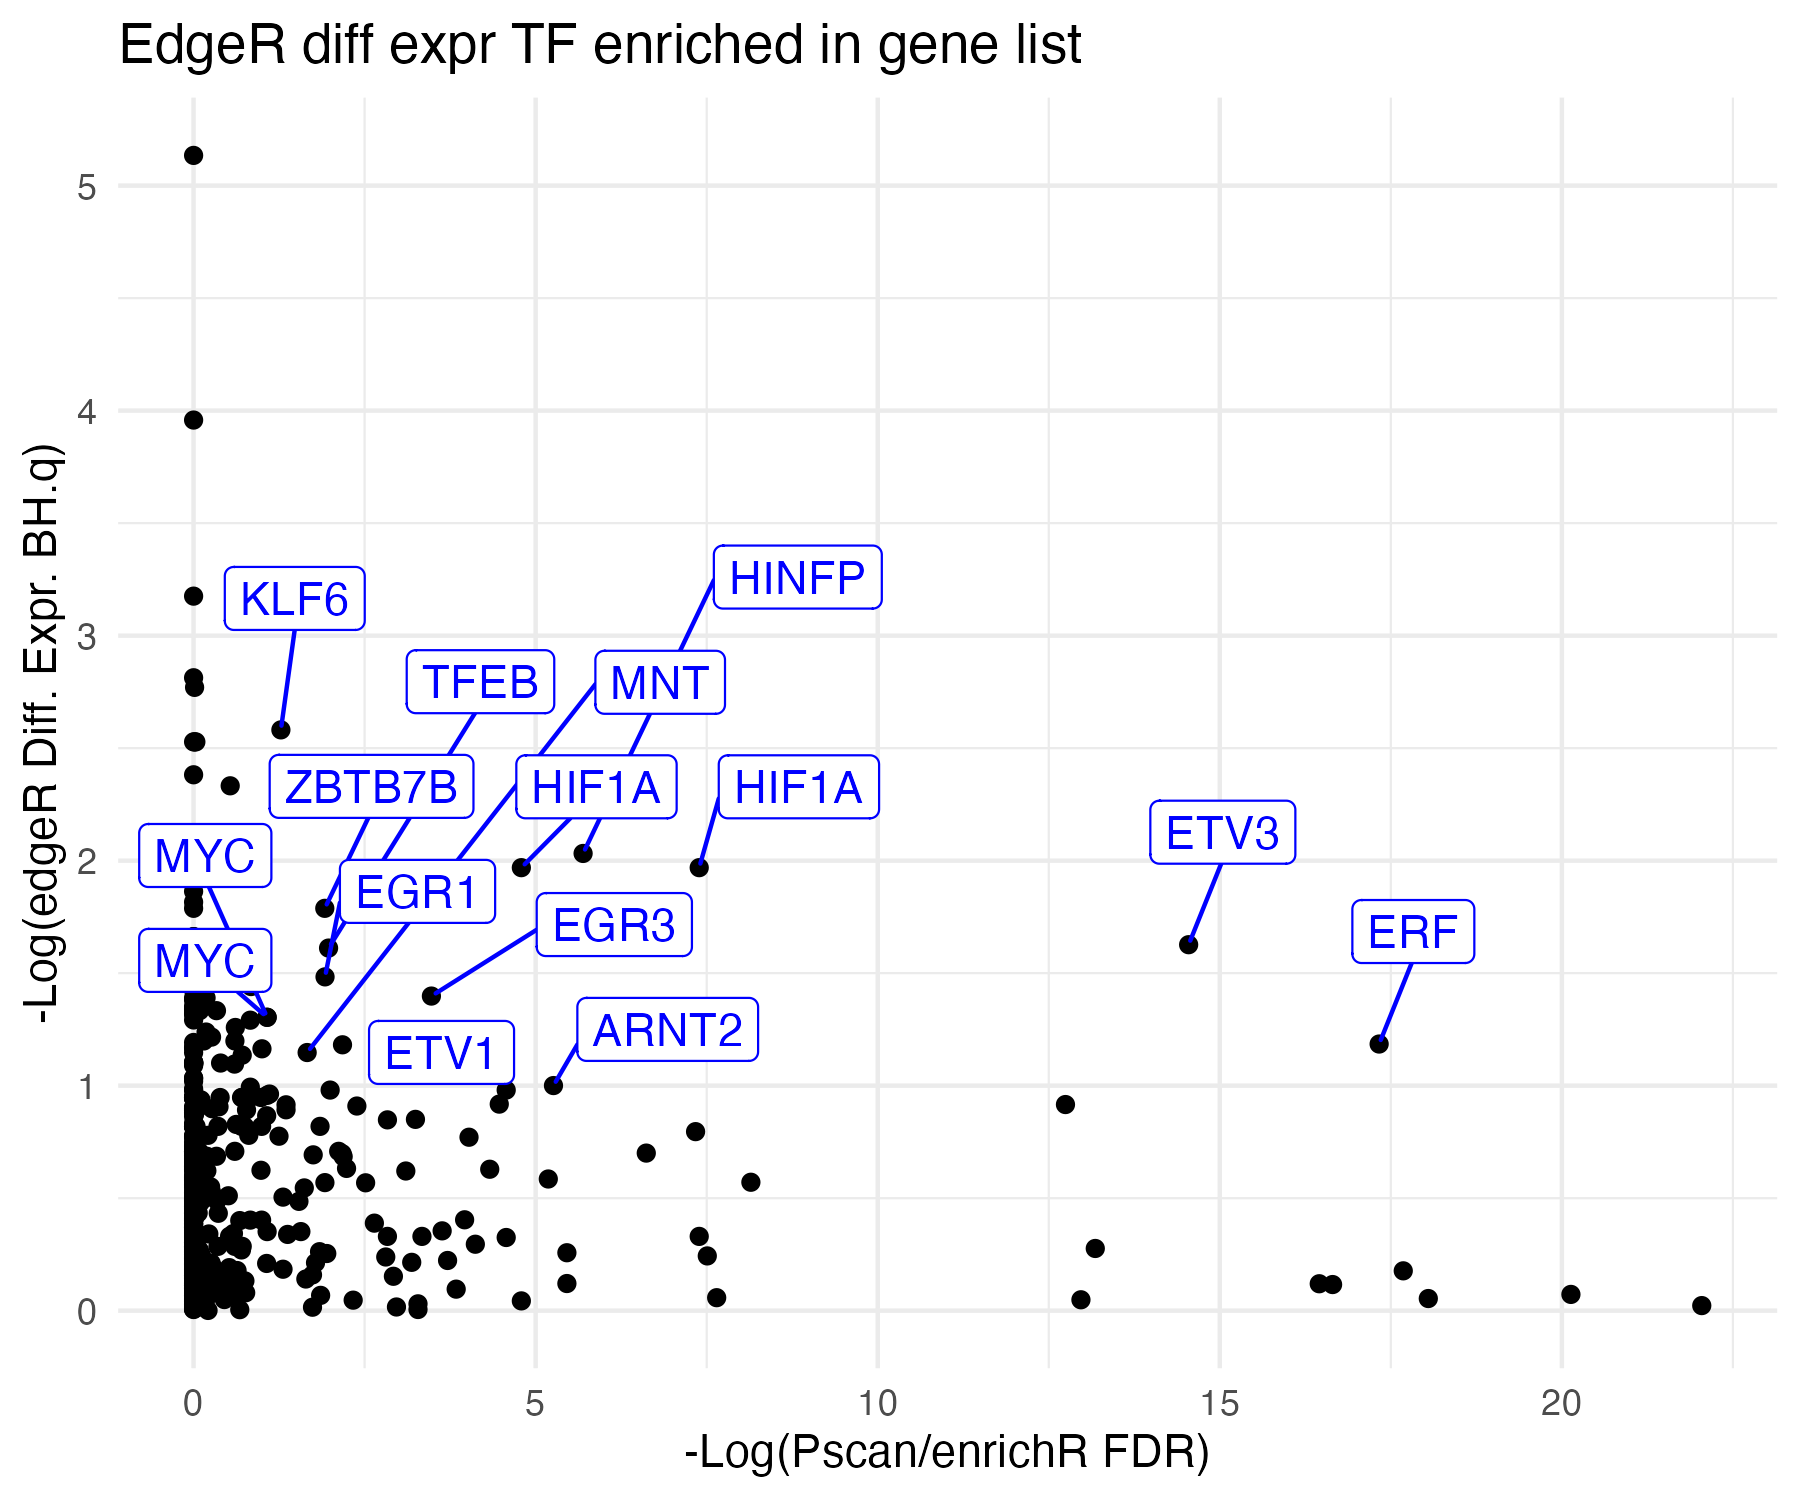 EdgeR diff expr TF enriched in gene list
-Log(edgeR Diff. Expr. BH.q)
5
4
3
2
1
0
HINFP
KLF6
TFEB
MNT
ZBTB7B
HIF1A
HIF1A
ETV3
MYC
EGR1
EGR3
ERF
MYC
ETV1
ARNT2
0
5
10
15
20
-Log(Pscan/enrichR FDR)